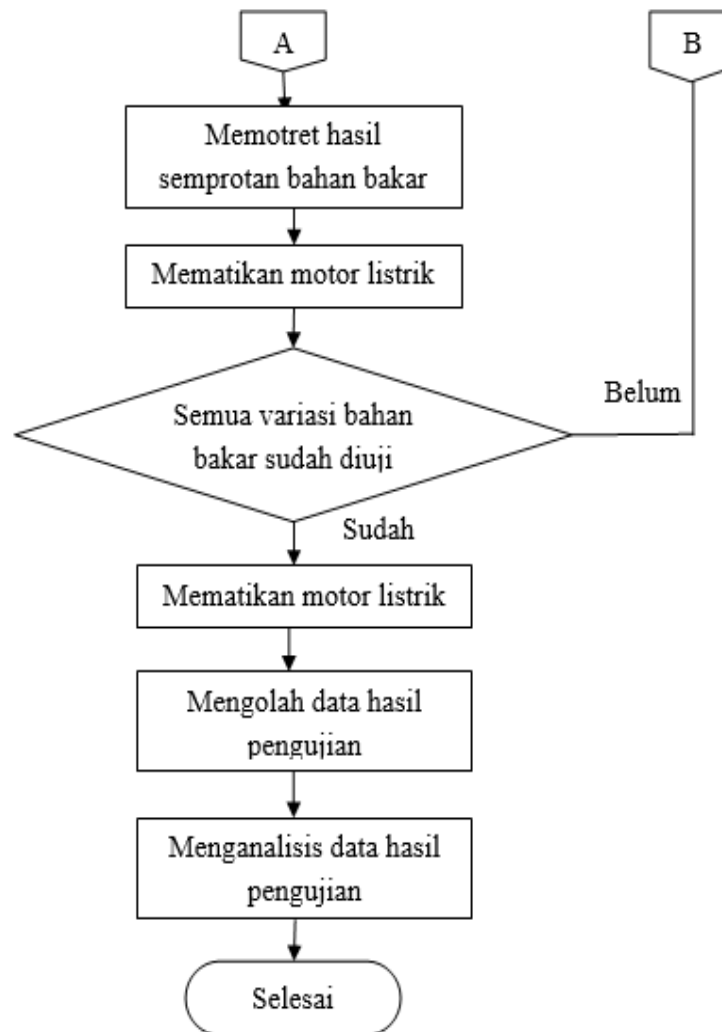 A
B
Memotret hasil
semprotan bahan bakar
Mematikan motor listrik
Belum
Semua variasi bahan
bakar sudah diuji
Sudah
Mematikan motor listrik
Mengolah data hasil
pengujian
Menganalisis data hasil
pengujian
Selesai